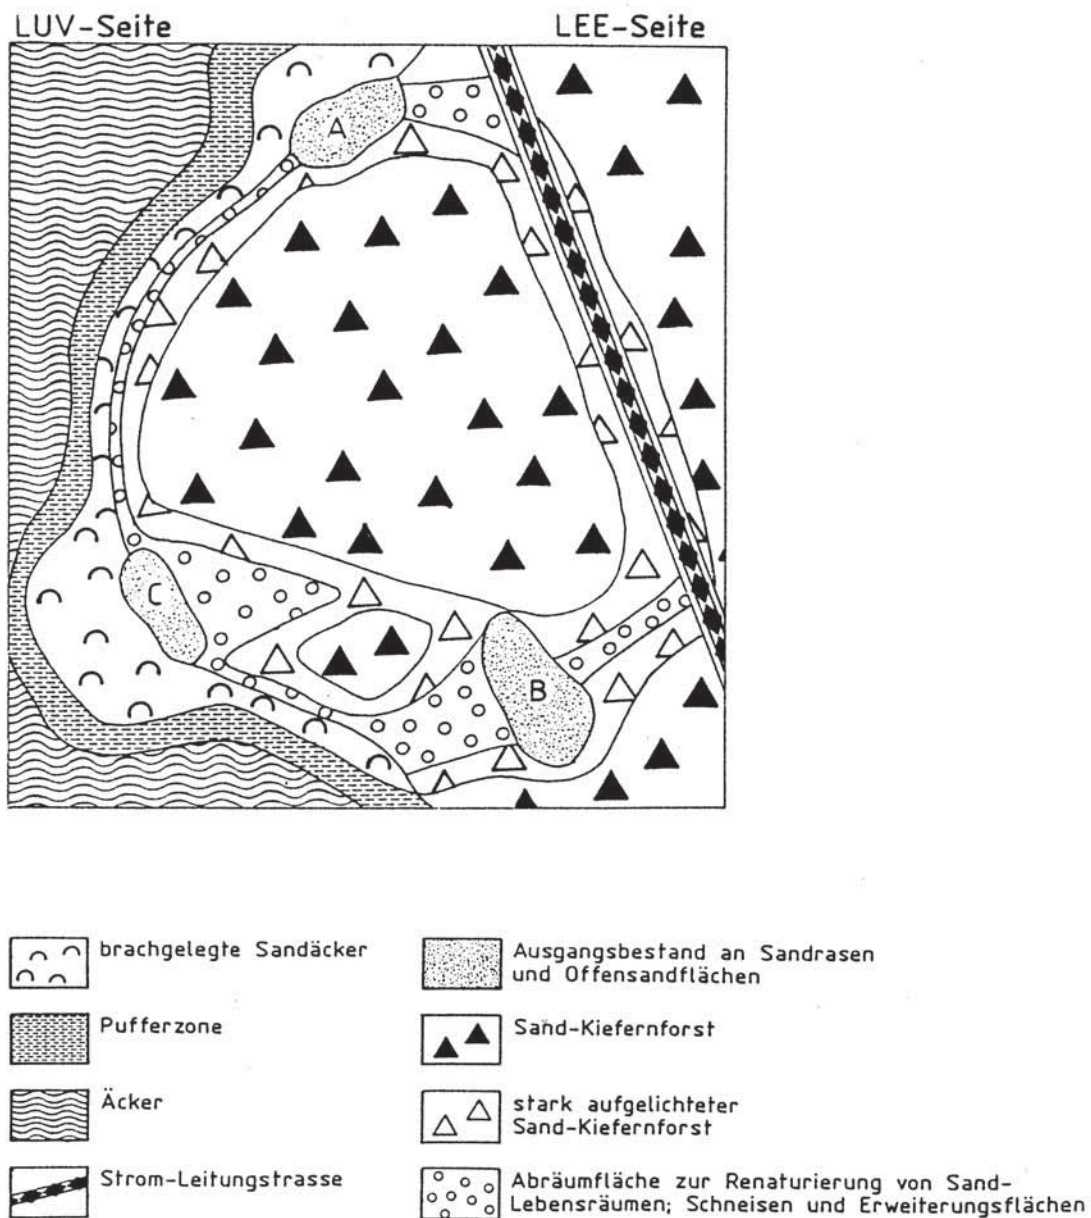 LUV-Seite
LEE-Seite
A
C
B
brachgelegte Sandäcker
Pufferzone
Äcker
Strom-Leitungstrasse
Ausgangsbestand an Sandrasen
und Offensandflächen
Sand-Kiefernforst
stark aufgelichteter
Sand-Kiefernforst
Abräumfläche zur Renaturierung von Sand-
Lebensräumen; Schneisen und Erweiterungsflächen